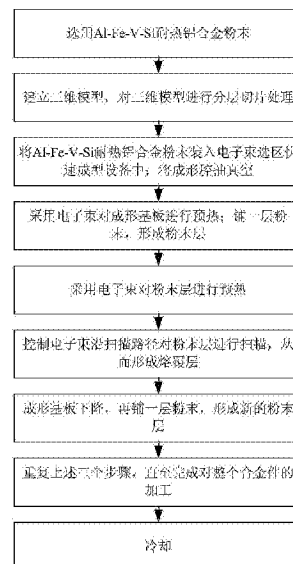 选用Al-Fe-V-Si耐热铝合金粉末
建立三维模型，对三维模型进行分层切片处理
将Al-Fe-V-Si耐热铝合金粉末装入电子束选区快
速成型设备中；将成形腔抽真空
采用电子束对成形基板进行预热；铺一层粉
末，形成粉末层
采用电子束对粉末层进行预热
控制电子束沿扫描路径对粉末层进行扫描，从
而形成熔覆层
成形基板下降，再铺一层粉末，形成新的粉末
层
重复上述三个步骤，直至完成对整个合金件的
加工
冷却